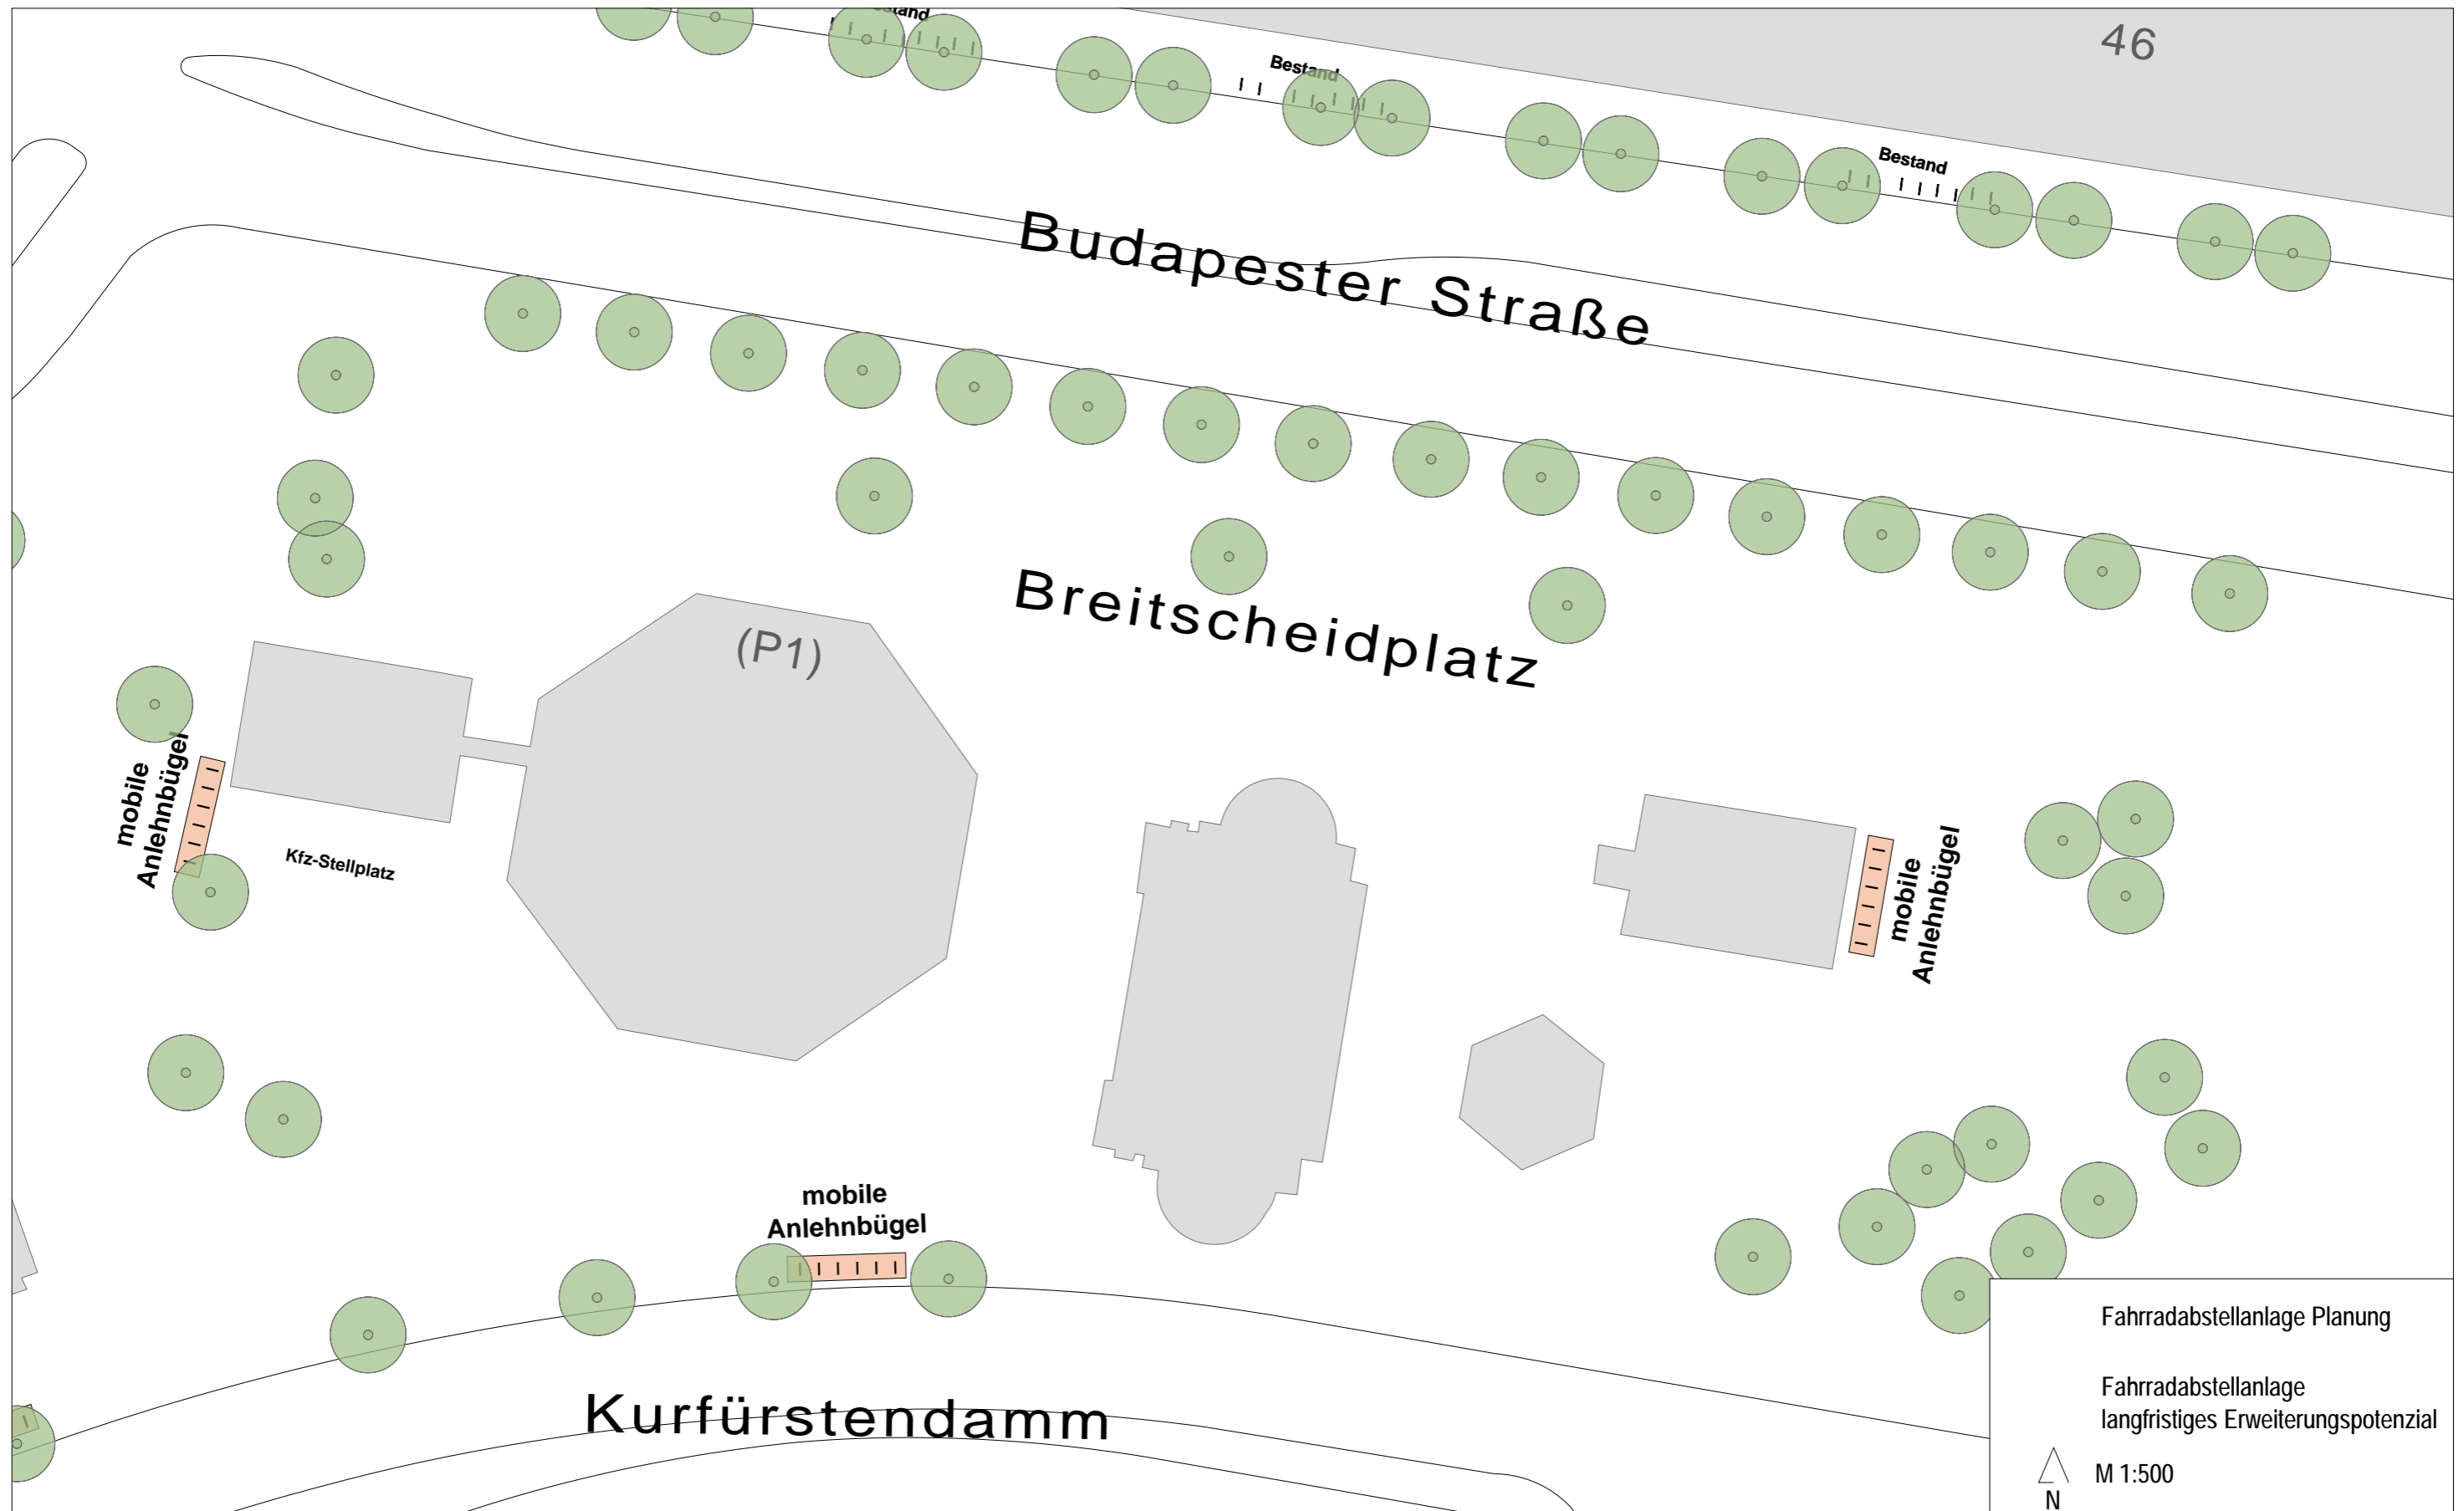 46
Bestand
Bestand
Budapester Straße
Breitscheidplatz
(P1)
mobile
Anlehnbügel
Kfz-Stellplatz
mobile
Anlehnbügel
mobile
Anlehnbügel
Kurfürstendamm
Fahrradabstellanlage Planung
Fahrradabstellanlage
langfristiges Erweiterungspotenzial
M 1:500
N